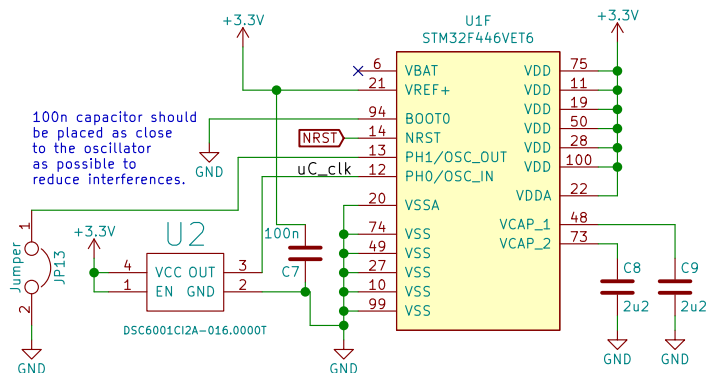 +3.3V
U1F
STM32F446VET6
+3.3V
6 VBAT VDD 75
21 VREF+ VDD 11
VDD 19
94 BOOT0 VDD 50
14 NRST VDD 28
13 PH1/OSC_OUT VDD 100
12 PH0/OSC_IN
VDDA 22
20 VSSA
VCAP_1 48
74 VSS VCAP_2 73
49 VSS
27 VSS
10 VSS
99 VSS
NRST
GND
uC_clk
100n capacitor should
be placed as close
to the oscillator
as possible to
reduce interferences.
1
Jumper
JP13
2
GND
+3.3V
U2
4 VCC OUT 3
1 EN GND 2
DSC6001CI2A-016.0000T
100n
C7
GND
C8
2u2
GND
C9
2u2
GND